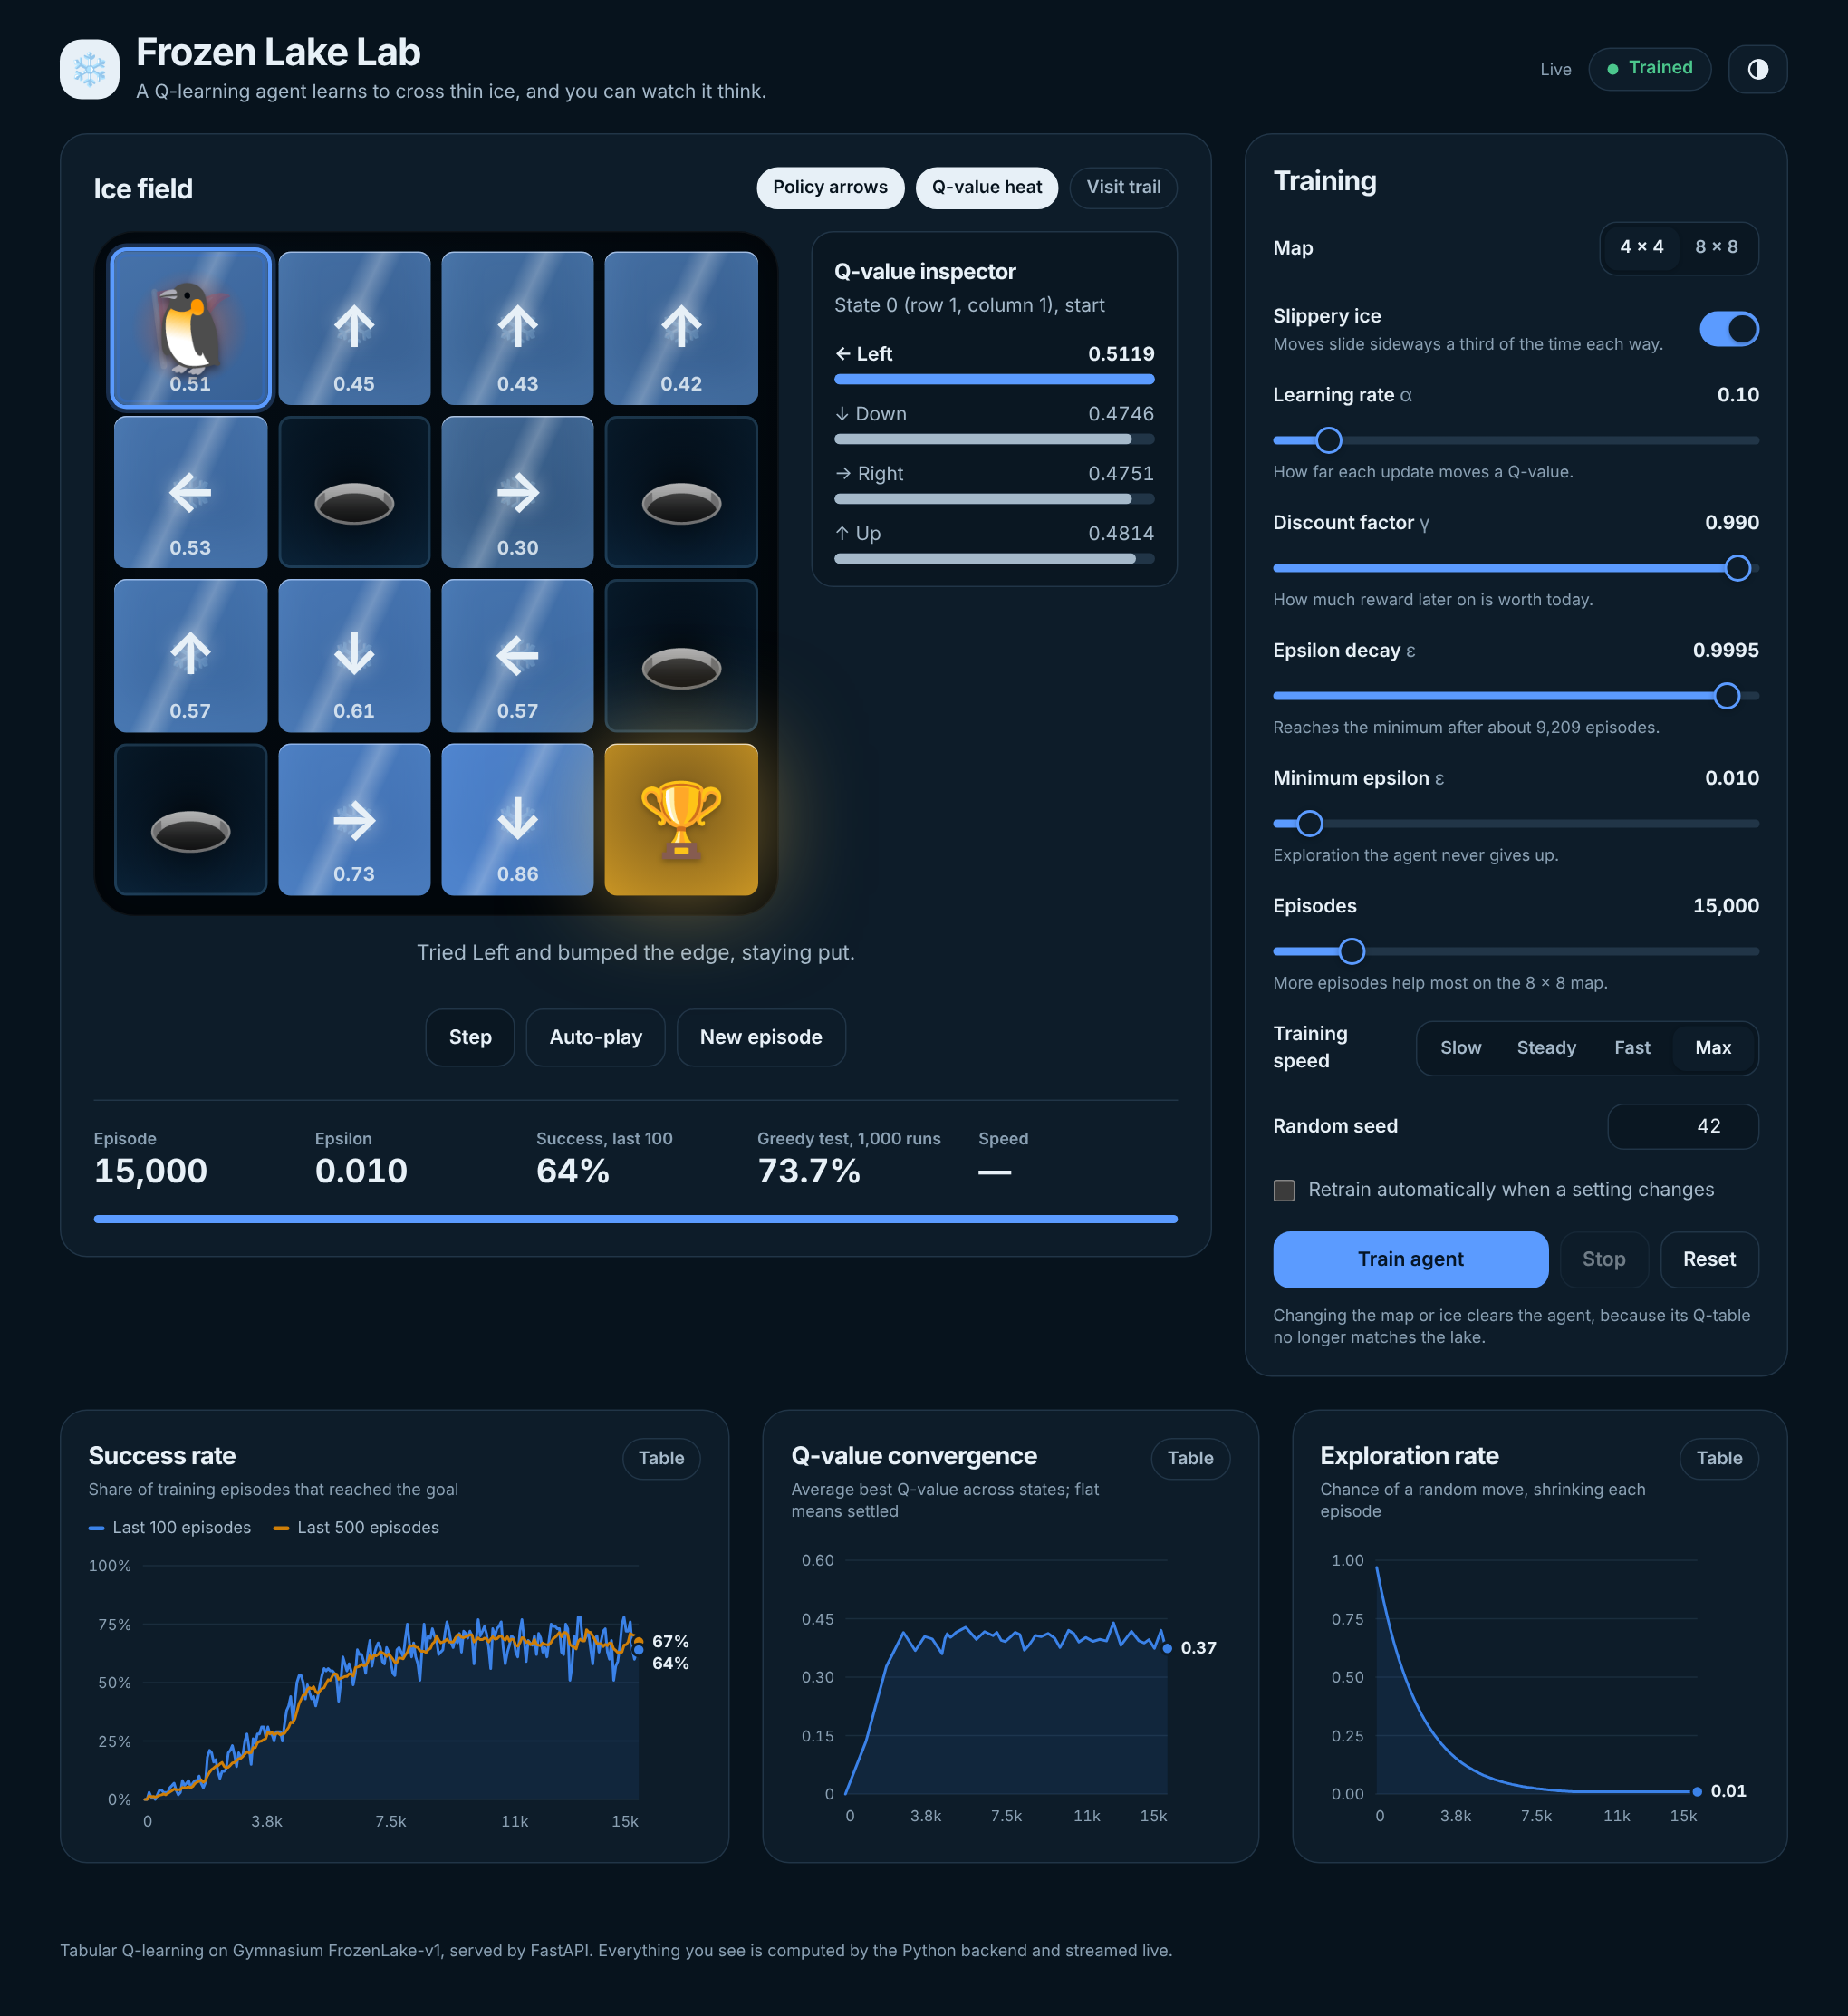 Frozen Lake Lab
A Q-learning agent learns to cross thin ice, and you can watch it think.
Live
Trained
Ice field
Policy arrows
Q-value heat
Visit trail
0.51
0.45
0.43
0.42
0.53
0.30
0.57
0.61
0.57
0.73
0.86
Q-value inspector
State 0 (row 1, column 1), start
← Left 0.5119
↓ Down 0.4746
→ Right 0.4751
↑ Up 0.4814
Tried Left and bumped the edge, staying put.
Step
Auto-play
New episode
Episode
15,000
Epsilon
0.010
Success, last 100
64%
Greedy test, 1,000 runs
73.7%
Speed
—
Training
Map
4 × 4
8 × 8
Slippery ice
Moves slide sideways a third of the time each way.
Learning rate α 0.10
How far each update moves a Q-value.
Discount factor γ 0.990
How much reward later on is worth today.
Epsilon decay ε 0.9995
Reaches the minimum after about 9,209 episodes.
Minimum epsilon ε 0.010
Exploration the agent never gives up.
Episodes 15,000
More episodes help most on the 8 × 8 map.
Training
speed
Slow
Steady
Fast
Max
Random seed 42
Retrain automatically when a setting changes
Train agent
Stop
Reset
Changing the map or ice clears the agent, because its Q-table
no longer matches the lake.
Success rate
Table
Share of training episodes that reached the goal
Last 100 episodes
Last 500 episodes
100%
75%
50%
25%
0%
67%
64%
0 3.8k 7.5k 11k 15k
Q-value convergence
Table
Average best Q-value across states; flat
means settled
0.60
0.45
0.30
0.15
0
0.37
0 3.8k 7.5k 11k 15k
Exploration rate
Table
Chance of a random move, shrinking each
episode
1.00
0.75
0.50
0.25
0.00
0.01
0 3.8k 7.5k 11k 15k
Tabular Q-learning on Gymnasium FrozenLake-v1, served by FastAPI. Everything you see is computed by the Python backend and streamed live.